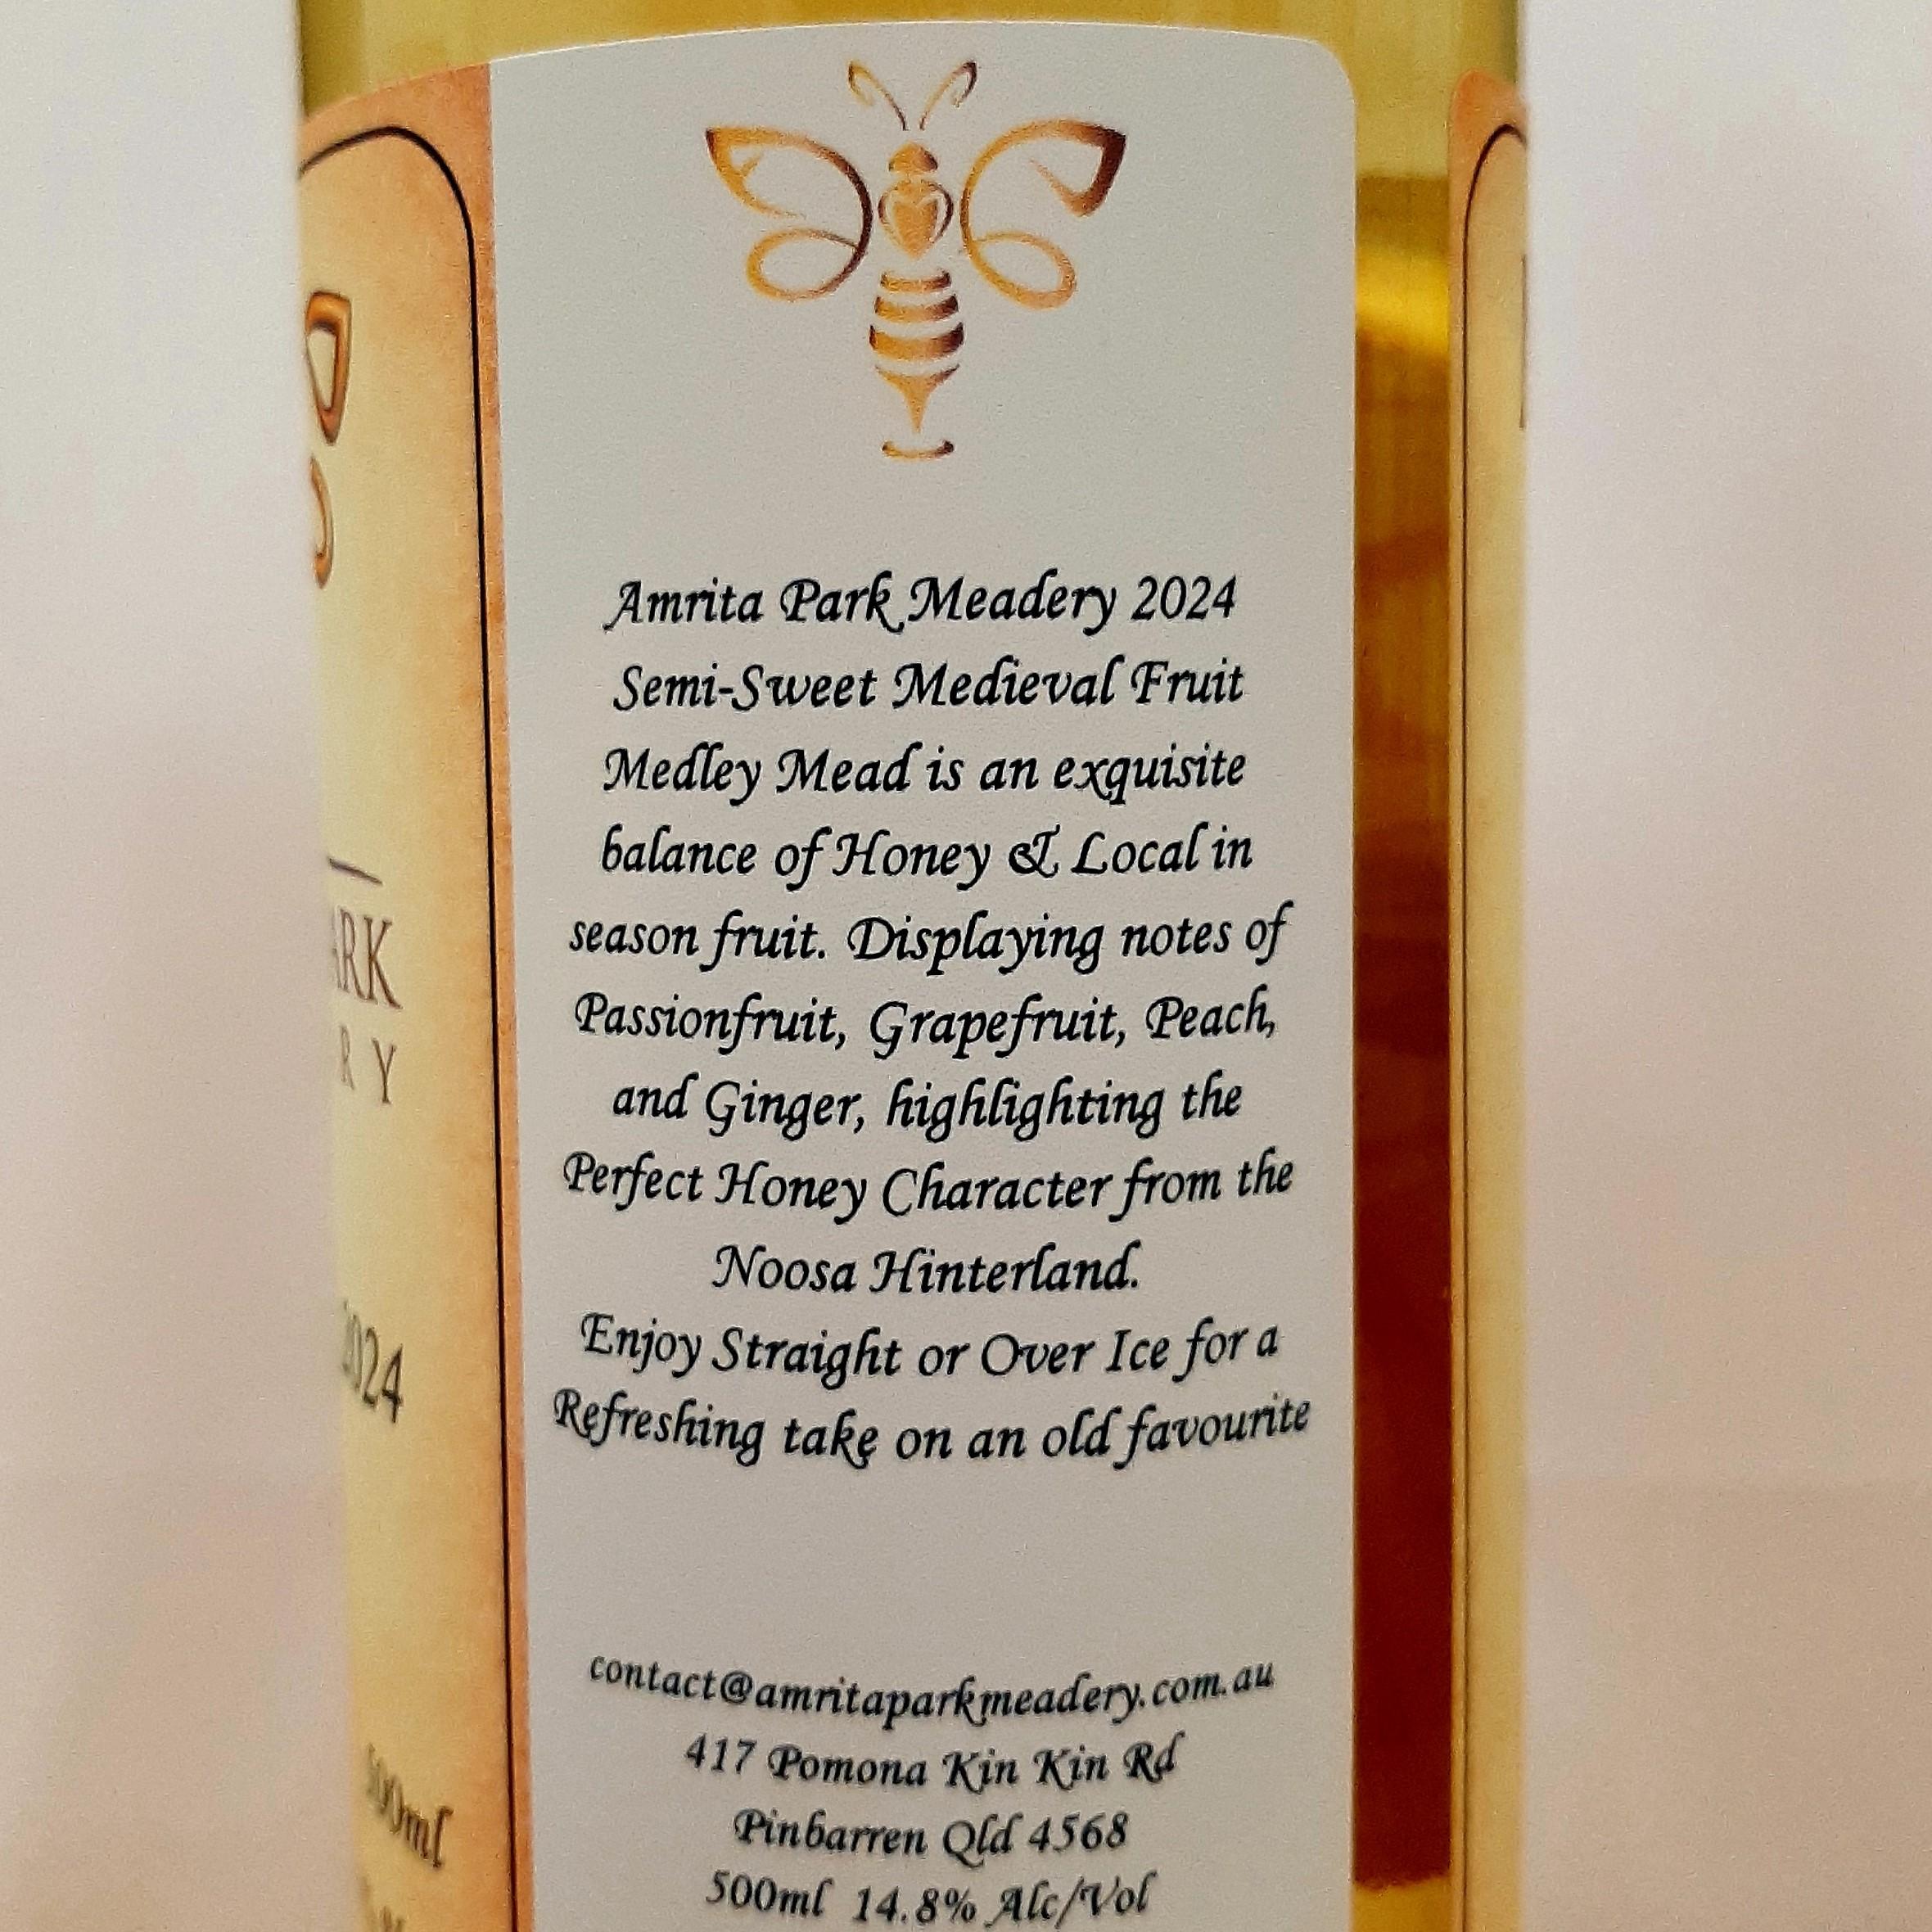 Amrita Park Meadery 2024
Semi-Sweet Medieval Fruit
Medley Mead is an exquisite
balance of Honey & Local in
season fruit. Displaying notes of
Passionfruit, Grapefruit, Peach,
and Ginger, highlighting the
Perfect Honey Character from the
Noosa Hinterland.
Enjoy Straight or Over Ice for a
Refreshing take on an old favourite
contact@amritaparkmeadery.com.au
417 Pomona Kin Kin Rd
Pinbarren Qld 4568
500ml 14.8% Alc/Vol